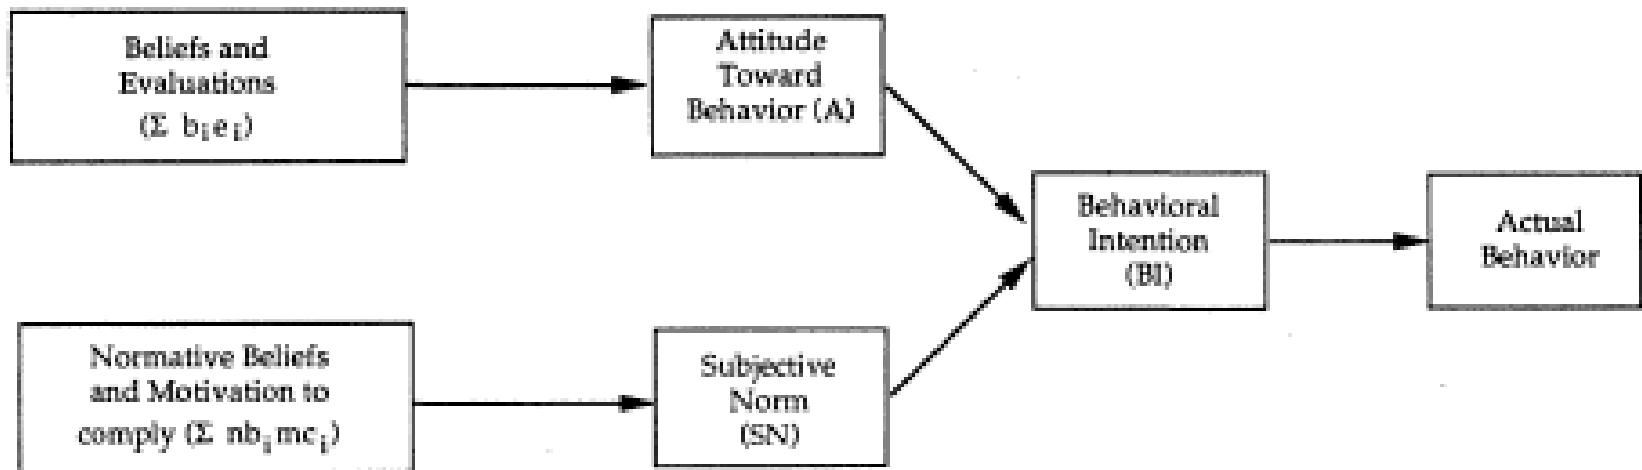 Beliefs and
Evaluations
(Σ bᵢeᵢ)
Attitude
Toward
Behavior (A)
Behavioral
Intention
(BI)
Actual
Behavior
Normative Beliefs
and Motivation to
comply (Σ nbᵢmcᵢ)
Subjective
Norm
(SN)